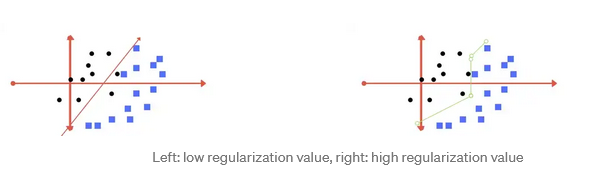 Left: low regularization value, right: high regularization value